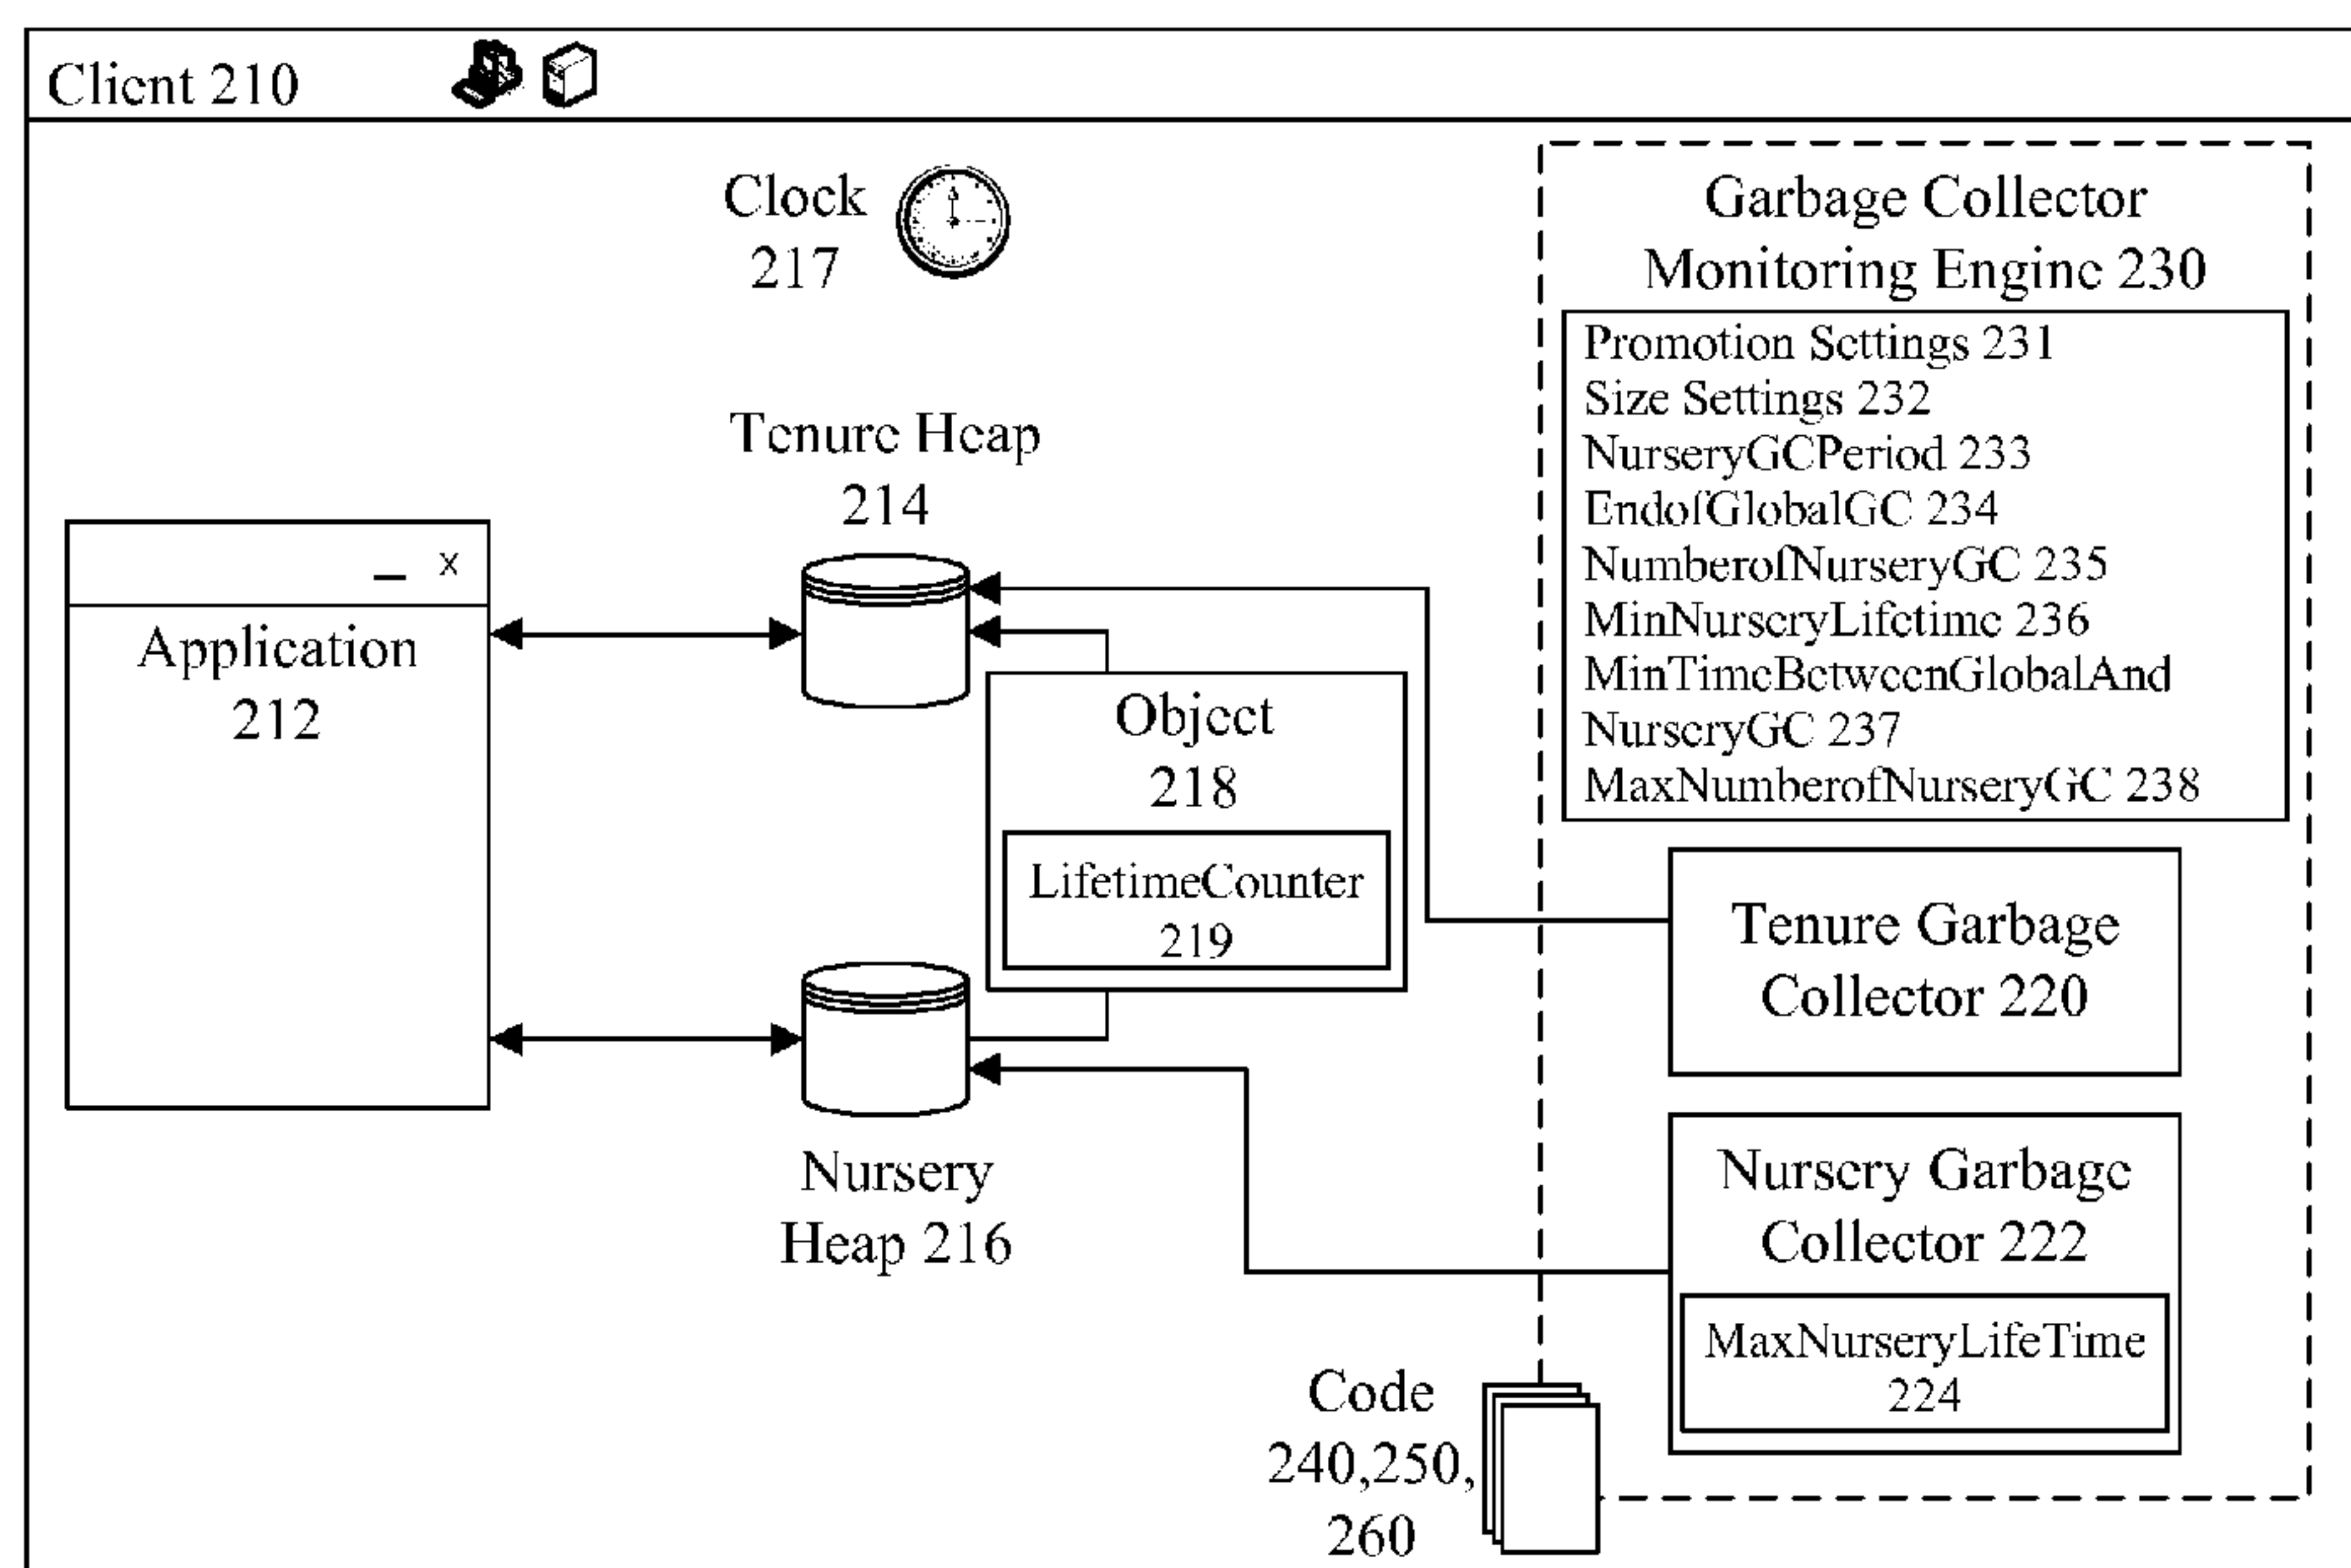 Client 210
Clock
217
Garbage Collector
Monitoring Engine 230
Promotion Settings 231
Size Settings 232
NurseryGCPeriod 233
EndofGlobalGC 234
NumberofNurseryGC 235
MinNurseryLifetime 236
MinTimeBetweenGlobalAnd
NurseryGC 237
MaxNumberofNurseryGC 238
Tenure Heap
214
_ x
Application
212
Object
218
LifetimeCounter
219
Tenure Garbage
Collector 220
Nursery
Heap 216
Nursery Garbage
Collector 222
MaxNurseryLifeTime
224
Code
240,250,
260